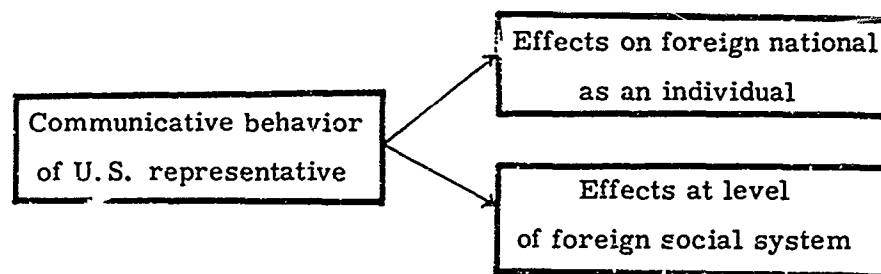 Communicative behavior
of U.S. representative
Effects on foreign national
as an individual
Effects at level
of foreign social system